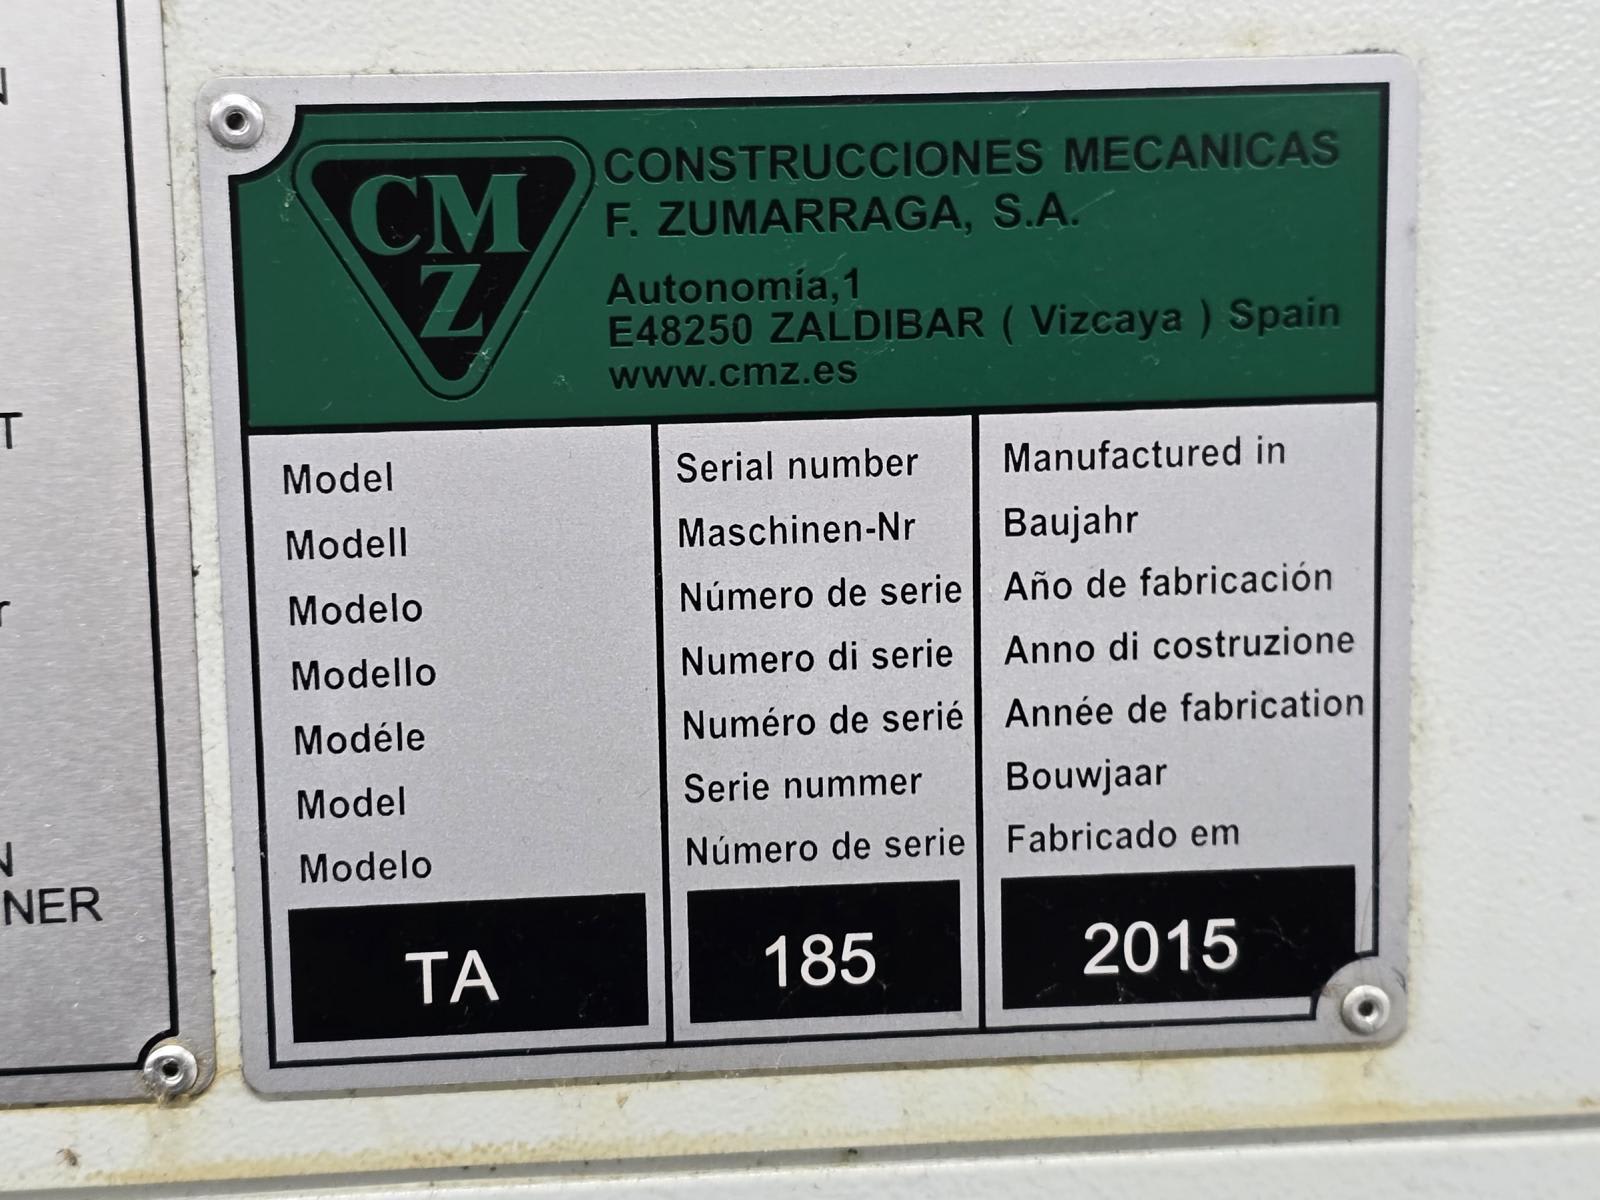 N
T
r
N
NER
CMZ
CONSTRUCCIONES MECANICAS
F. ZUMARRAGA, S.A.
Autonomía,1
E48250 ZALDIBAR ( Vizcaya ) Spain
www.cmz.es
Model
Modell
Modelo
Modello
Modéle
Model
Modelo
TA
Serial number
Maschinen-Nr
Número de serie
Numero di serie
Numéro de serié
Serie nummer
Número de serie
185
Manufactured in
Baujahr
Año de fabricación
Anno di costruzione
Année de fabrication
Bouwjaar
Fabricado em
2015